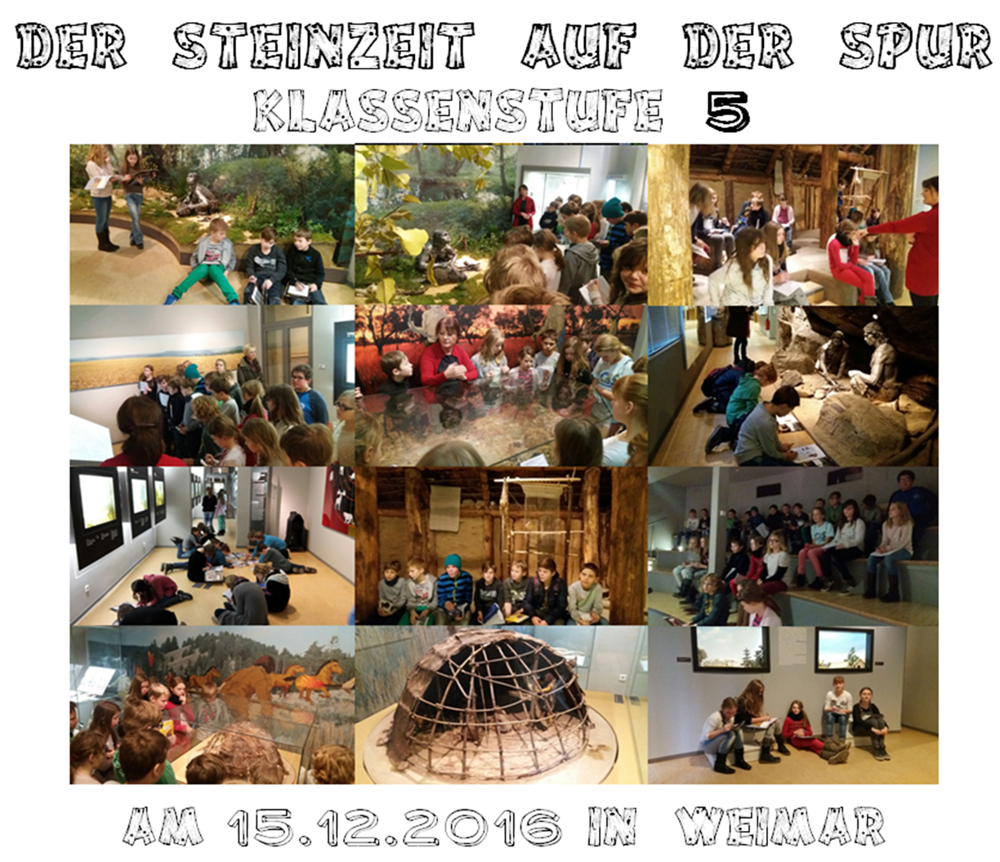 DER STEINZEIT AUF DER SPUR
KLASSENSTUFE 5
AM 15.12.2016 IN WEIMAR